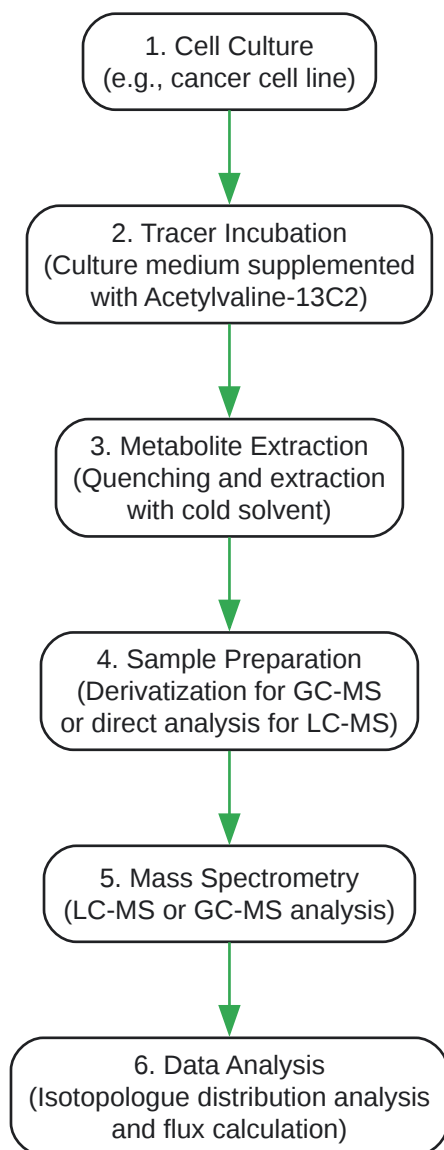 1. Cell Culture
(e.g., cancer cell line)
2. Tracer Incubation
(Culture medium supplemented
with Acetylvaline-13C2)
3. Metabolite Extraction
(Quenching and extraction
with cold solvent)
4. Sample Preparation
(Derivatization for GC-MS
or direct analysis for LC-MS)
5. Mass Spectrometry
(LC-MS or GC-MS analysis)
6. Data Analysis
(Isotopologue distribution analysis
and flux calculation)